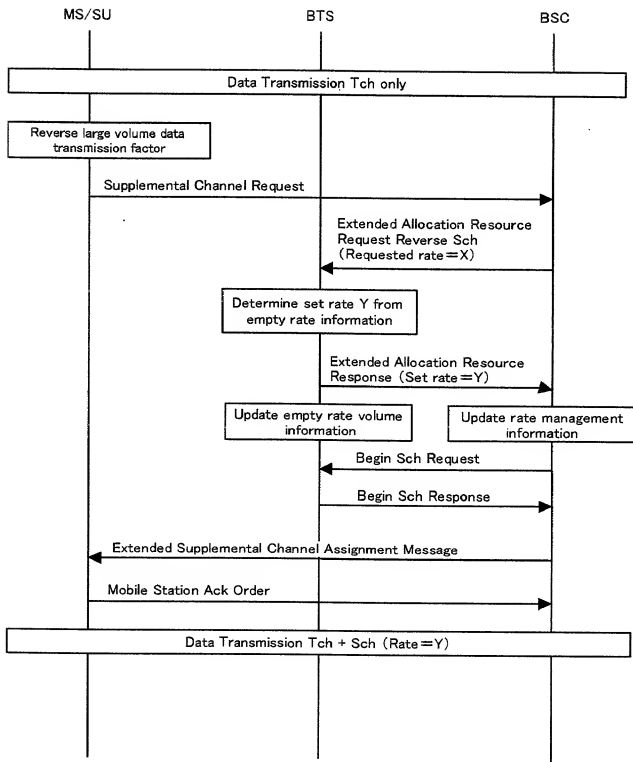 MS/SU BTS BSC
Data Transmission Tch only
Reverse large volume data
transmission factor
Supplemental Channel Request
Extended Allocation Resource
Request Reverse Sch
(Requested rate=X)
Determine set rate Y from
empty rate information
Extended Allocation Resource
Response (Set rate=Y)
Update empty rate volume
information
Update rate management
information
Begin Sch Request
Begin Sch Response
Extended Supplemental Channel Assignment Message
Mobile Station Ack Order
Data Transmission Tch + Sch (Rate=Y)